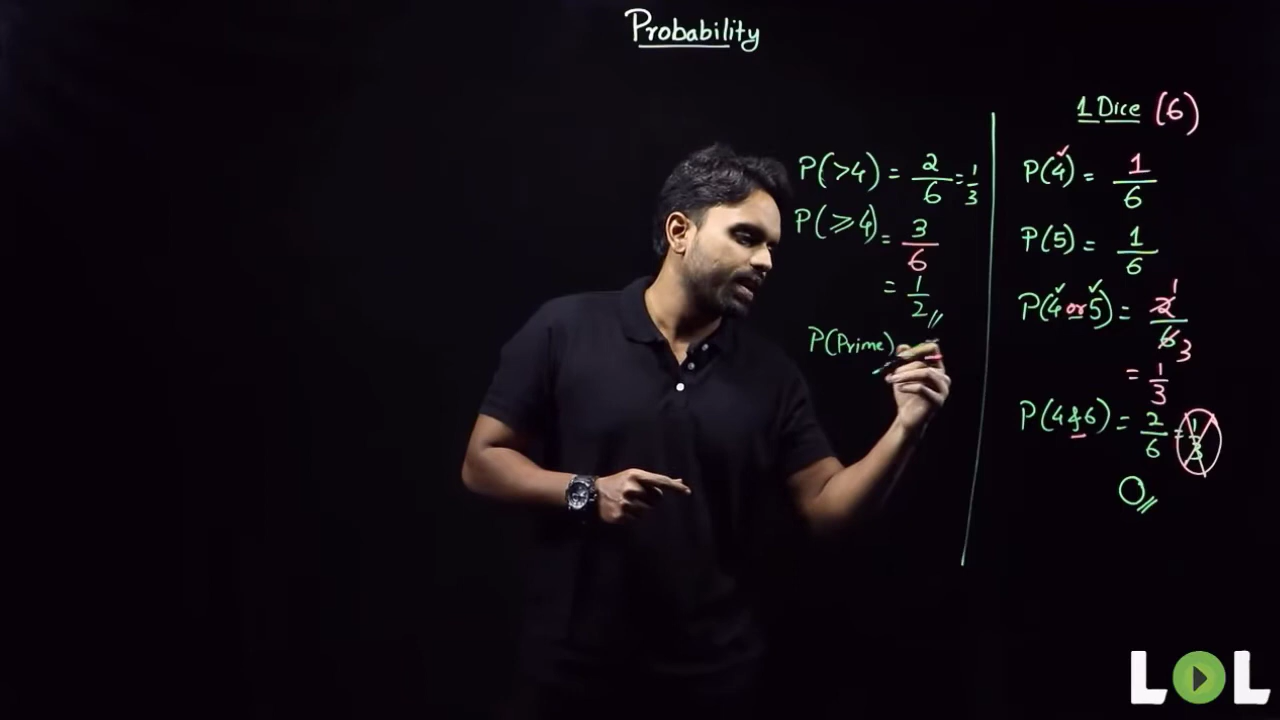 Probability
P(>4) = 2/6 = 1/3
P(≥4) = 3/6
= 1/2
P(Prime)
1 Dice (6)
P(4) = 1/6
P(5) = 1/6
P(4 or 5) = 2/6 1 3
= 1/3
P(4 & 6) = 2/6 = 1/3
0
LOL